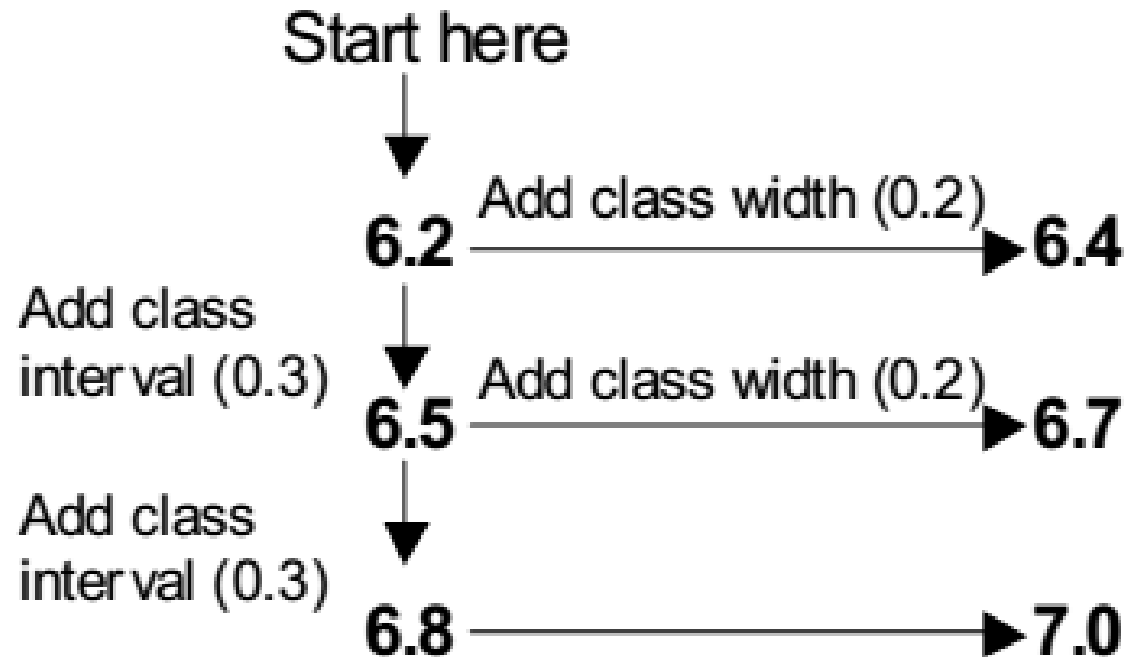 Start here
Add class width (0.2)
6.2 6.4
Add class
interval (0.3)
Add class width (0.2)
6.5 6.7
Add class
interval (0.3)
6.8 7.0